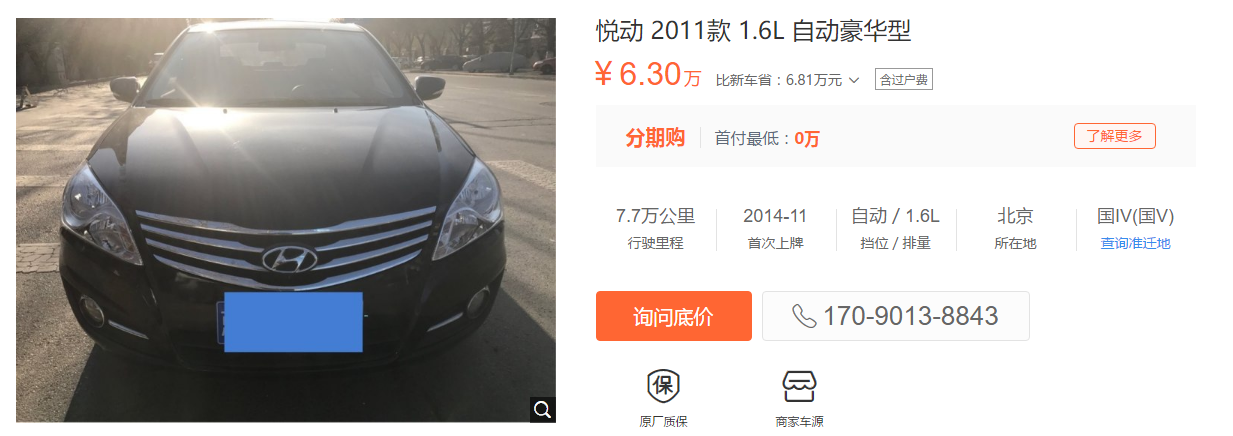 悦动 2011款 1.6L 自动豪华型
¥ 6.30万 比新车省：6.81万元 含过户费
分期购 首付最低：0万 了解更多
7.7万公里 2014-11 自动 / 1.6L 北京 国IV(国V)
行驶里程 首次上牌 挡位 / 排量 所在地 查询准迁地
询问底价 170-9013-8843
保
原厂质保 商家车源